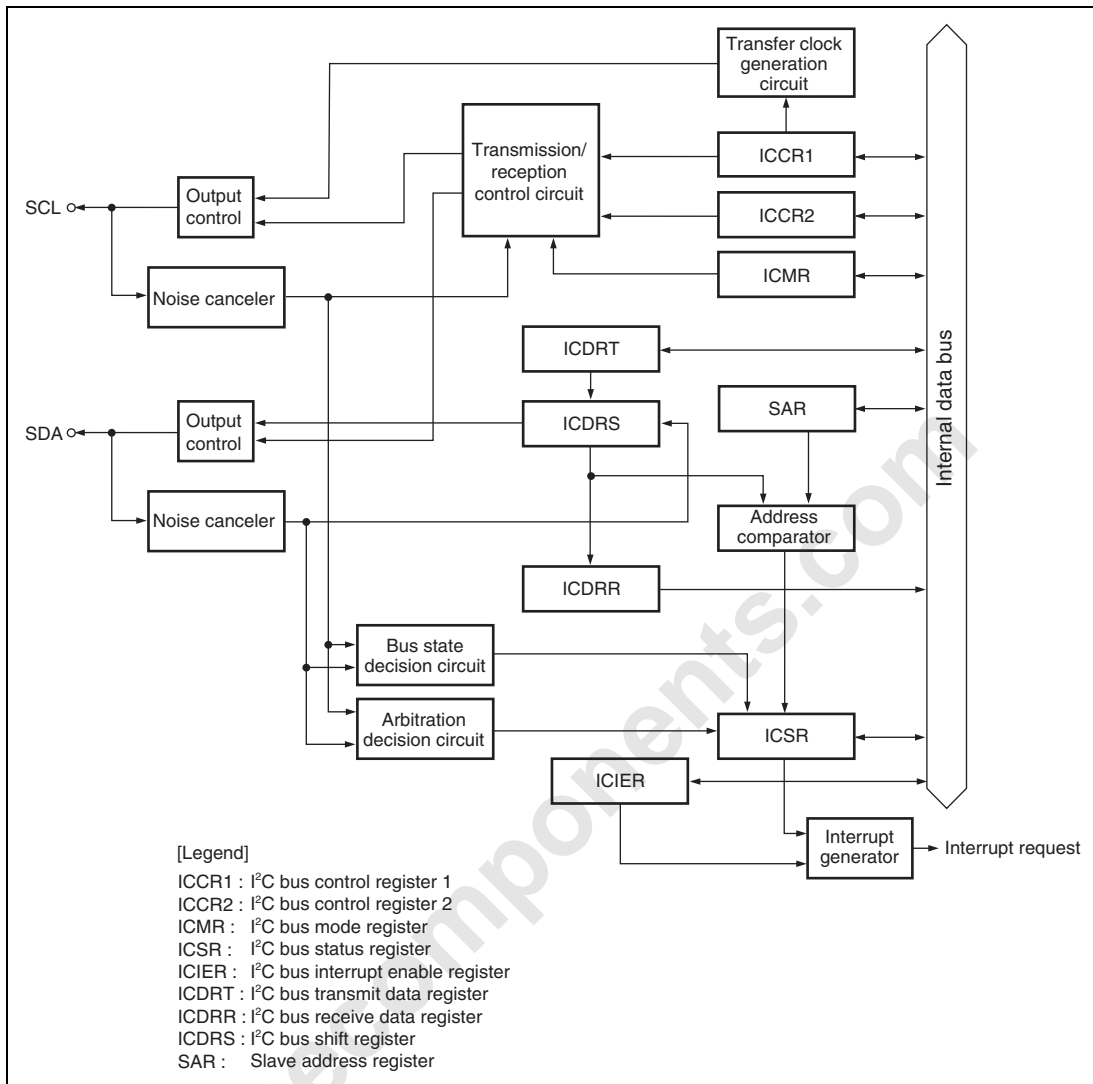 Transfer clock
generation
circuit
Transmission/
reception
control circuit
ICCR1
Output
control
SCL
ICCR2
ICMR
Noise canceler
ICDRT
Internal data bus
SAR
Output
control
SDA
ICDRS
Noise canceler
Address
comparator
ICDRR
Bus state
decision circuit
Arbitration
decision circuit
ICSR
ICIER
Interrupt
generator
Interrupt request
[Legend]
ICCR1 : I²C bus control register 1
ICCR2 : I²C bus control register 2
ICMR : I²C bus mode register
ICSR : I²C bus status register
ICIER : I²C bus interrupt enable register
ICDRT : I²C bus transmit data register
ICDRR : I²C bus receive data register
ICDRS : I²C bus shift register
SAR : Slave address register
escomponents.com